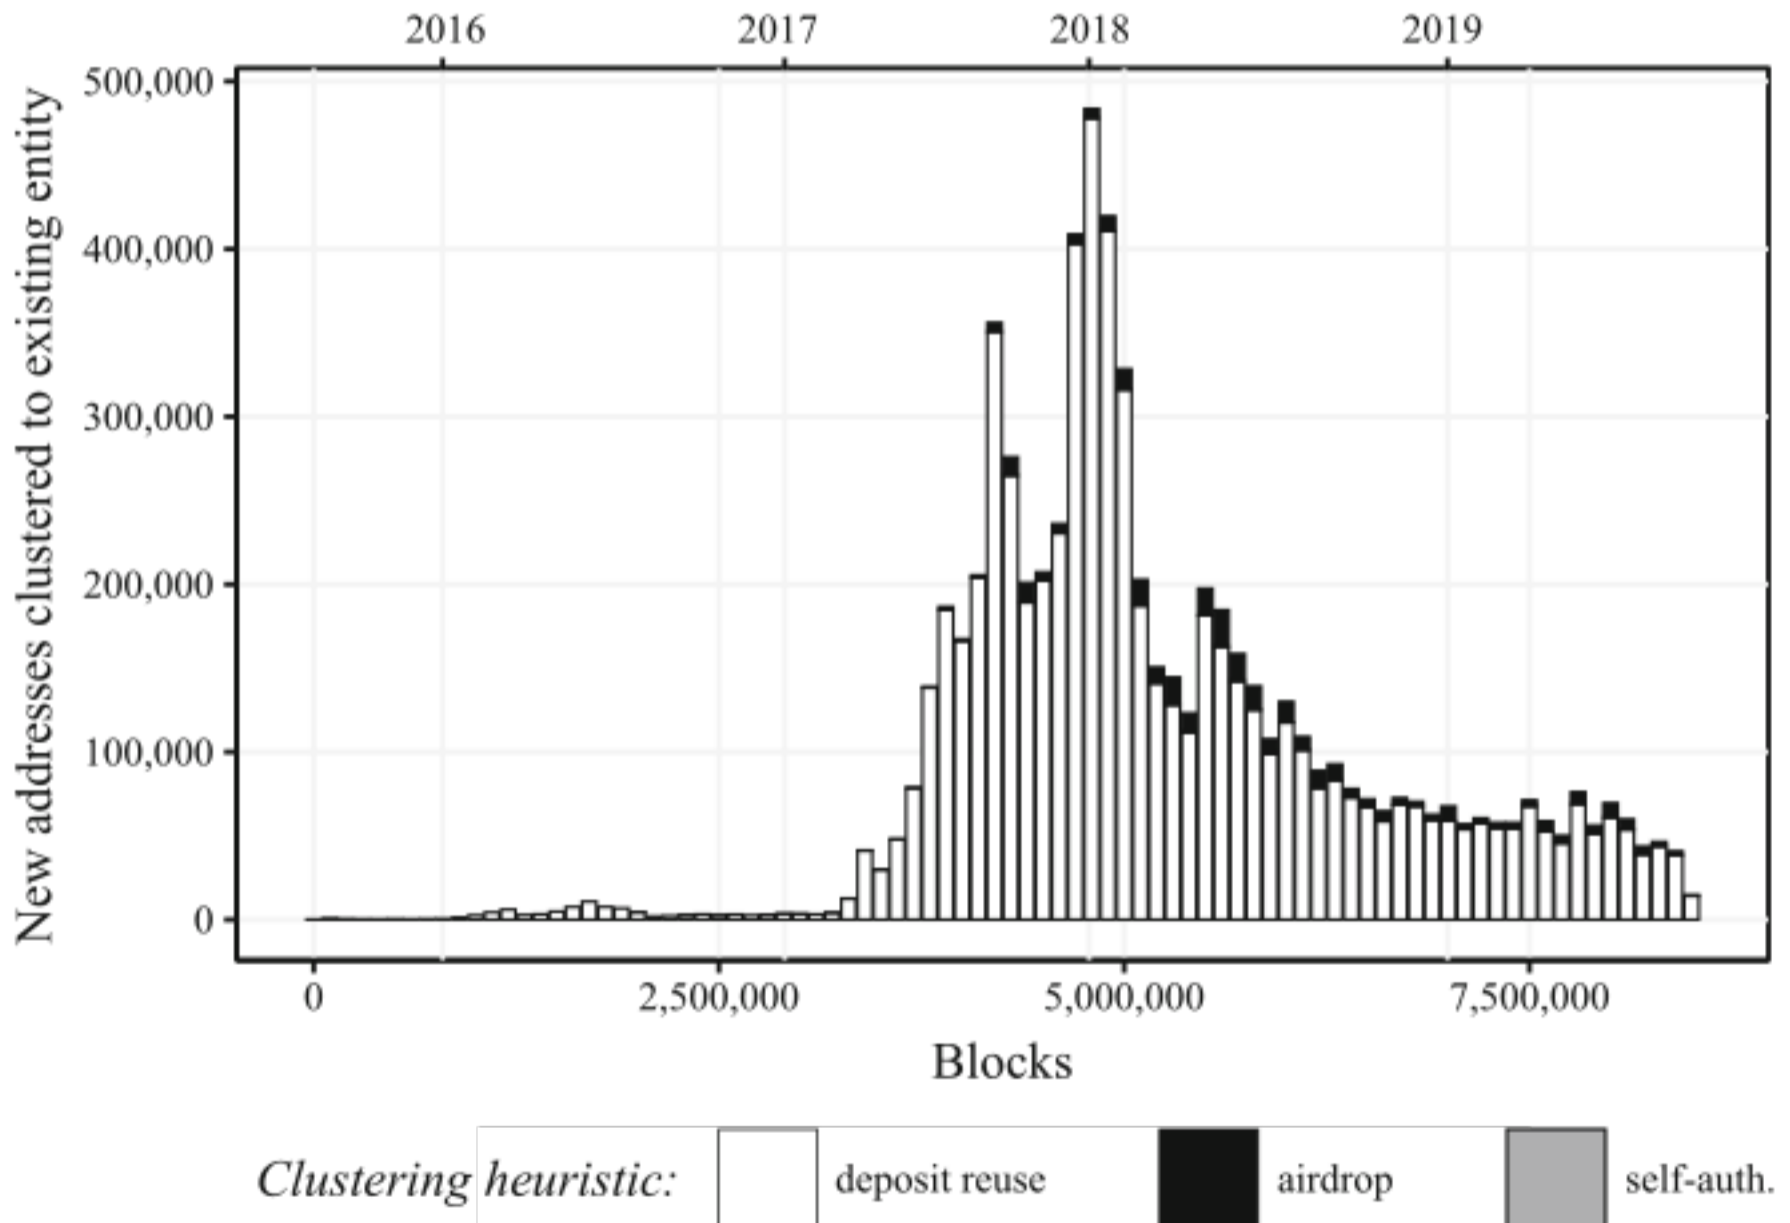 2016 2017 2018 2019
500,000
400,000
300,000
200,000
100,000
0
New addresses clustered to existing entity
0 2,500,000 5,000,000 7,500,000
Blocks
Clustering heuristic: deposit reuse airdrop self-auth.